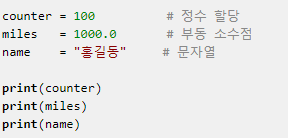 counter = 100 # 정수 할당
miles = 1000.0 # 부동 소수점
name = "홍길동" # 문자열
print(counter)
print(miles)
print(name)